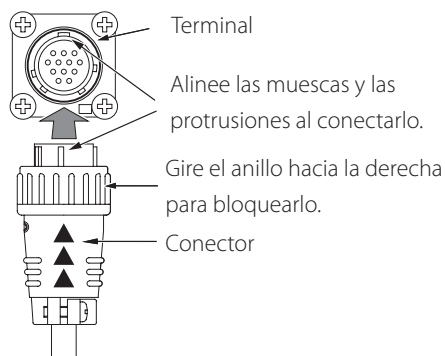 Terminal
Alinee las muescas y las
protrusiones al conectarlo.
Gire el anillo hacia la derecha
para bloquearlo.
Conector